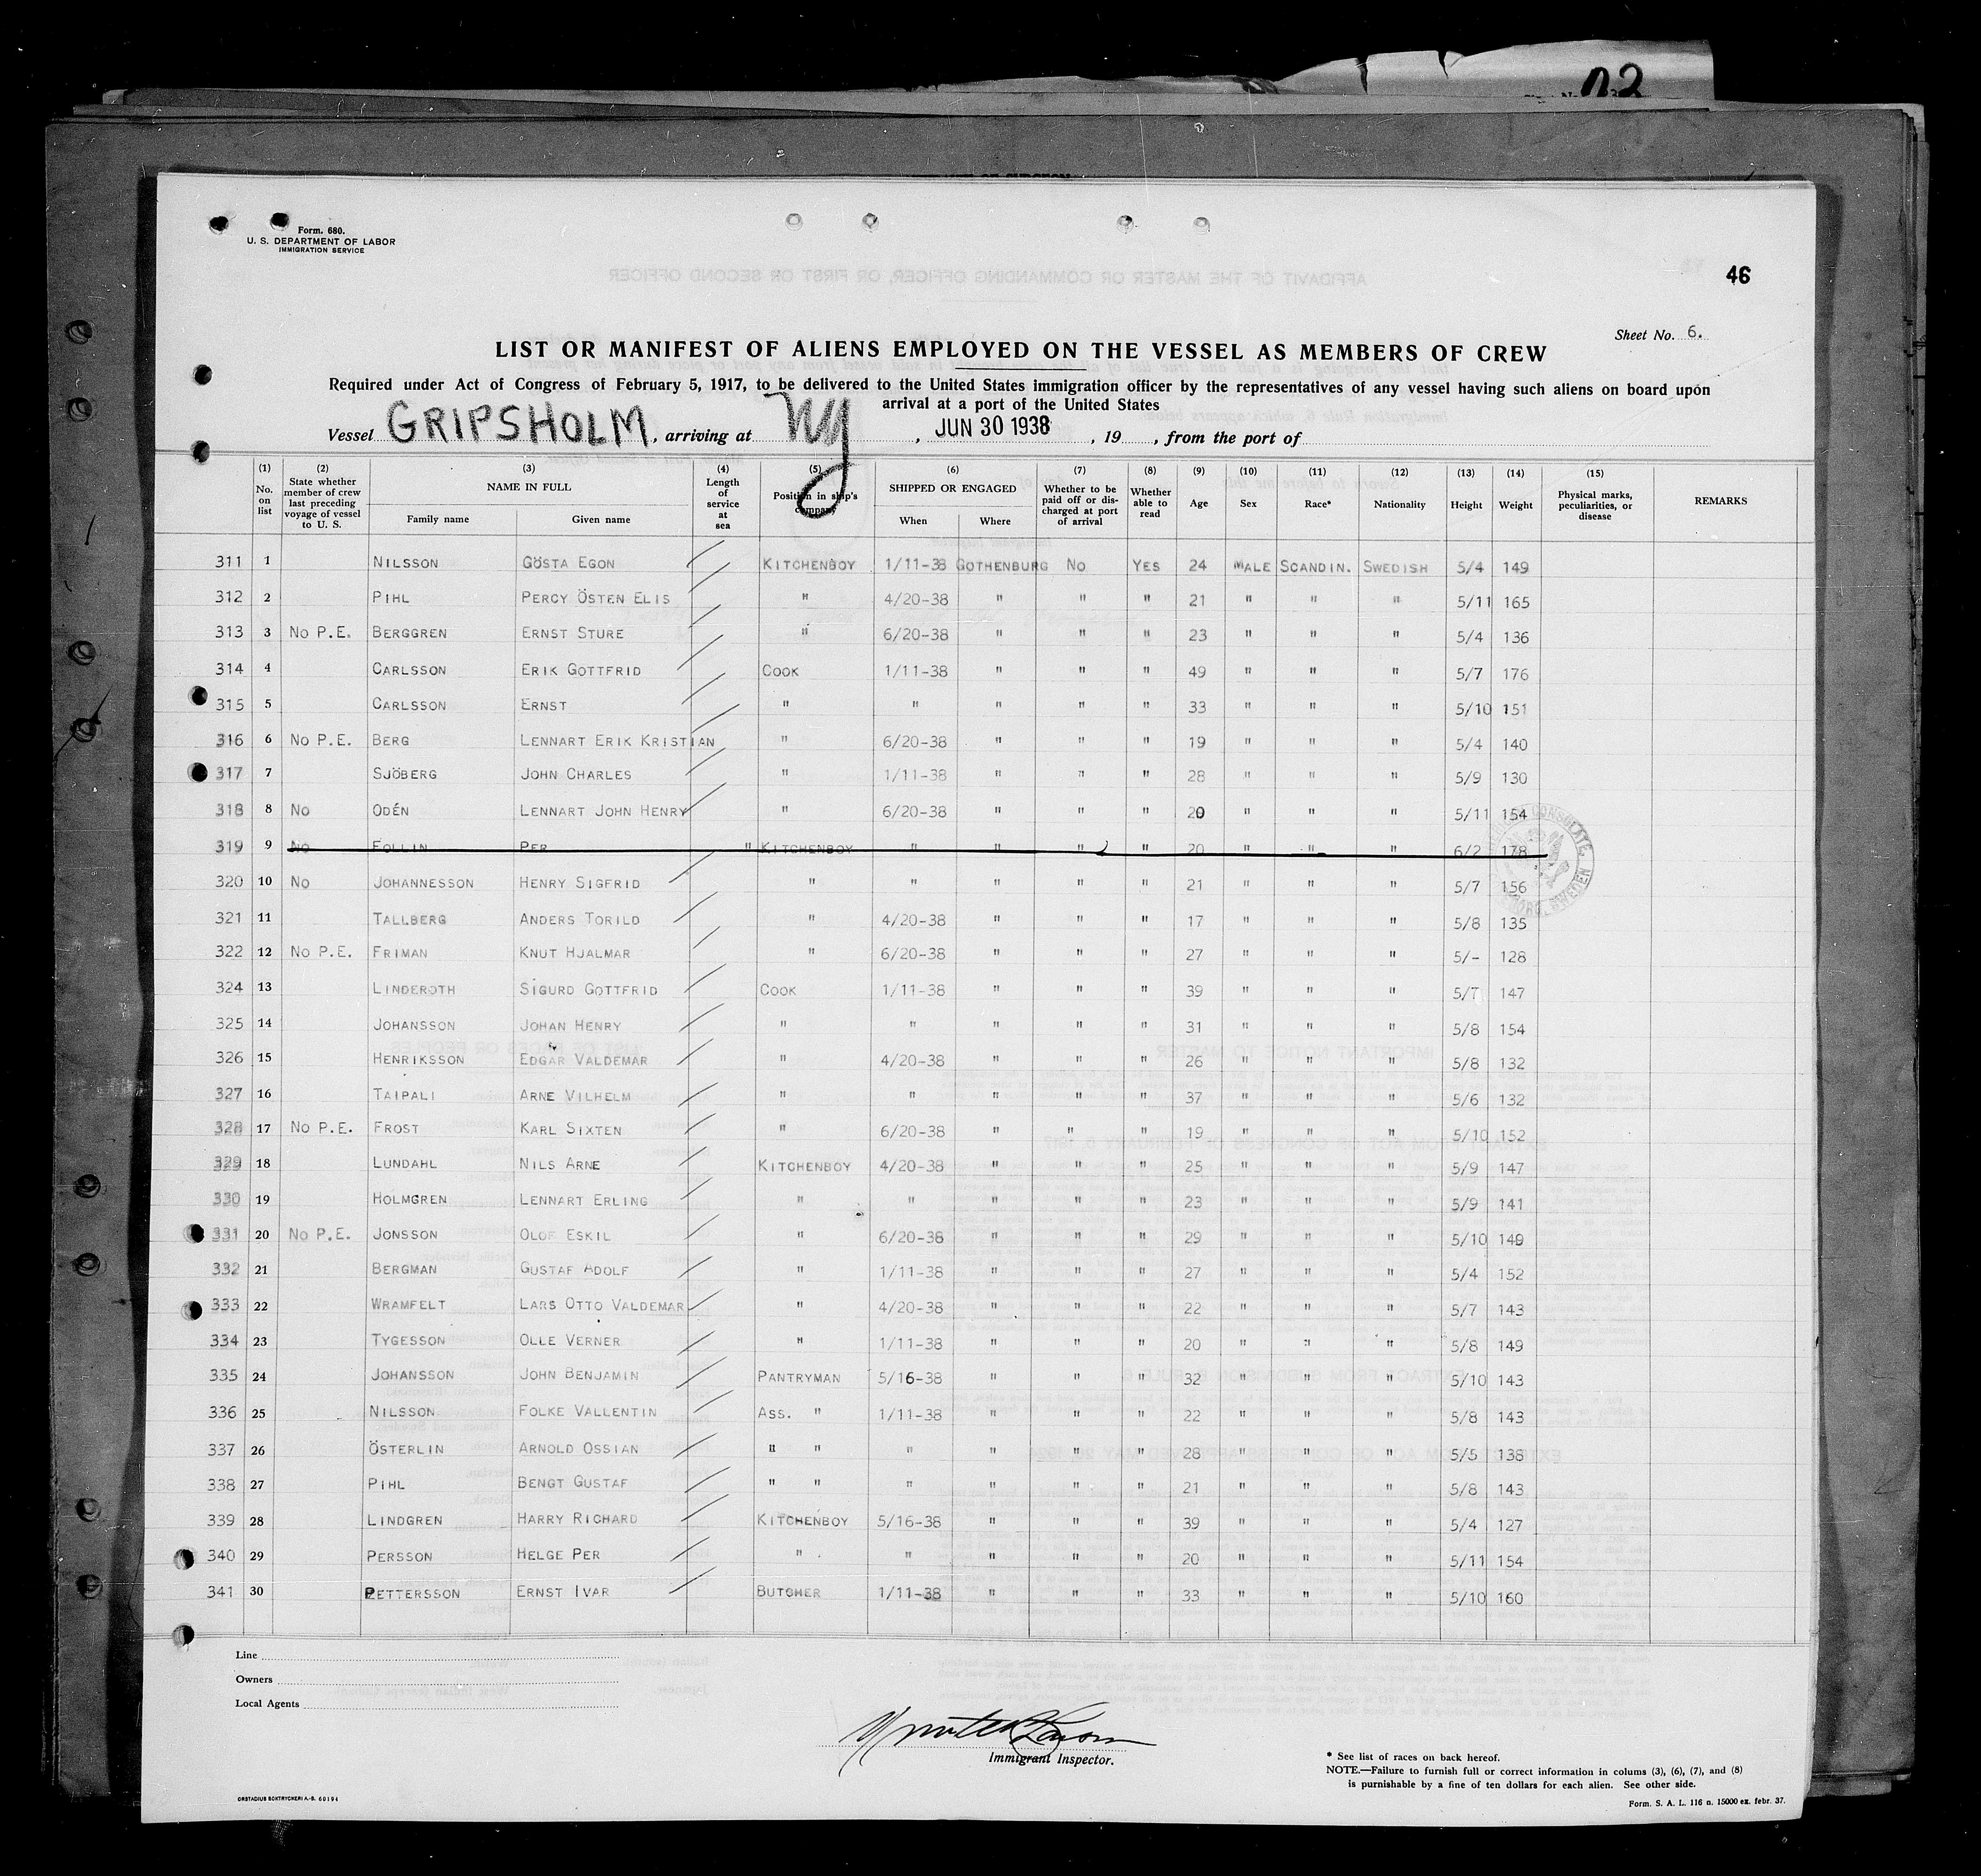 Form. 680.
U. S. DEPARTMENT OF LABOR
IMMIGRATION SERVICE
46
Sheet No. 6.
LIST OR MANIFEST OF ALIENS EMPLOYED ON THE VESSEL AS MEMBERS OF CREW
Required under Act of Congress of February 5, 1917, to be delivered to the United States immigration officer by the representatives of any vessel having such aliens on board upon
arrival at a port of the United States
Vessel GRIPSHOLM, arriving at NY, JUN 30 1938, 19 , from the port of
(1) No. on list (2) State whether member of crew last preceding voyage of vessel to U. S. (3) NAME IN FULL Family name Given name (4) Length of service at sea (5) Position in ship's company (6) SHIPPED OR ENGAGED When Where (7) Whether to be paid off or discharged at port of arrival (8) Whether able to read (9) Age (10) Sex (11) Race* (12) Nationality (13) Height (14) Weight (15) Physical marks, peculiarities, or disease REMARKS
311 1 NILSSON GÖSTA EGON KITCHENBOY 1/11-38 GOTHENBURG NO YES 24 MALE SCANDIN. SWEDISH 5/4 149
312 2 PIHL PERCY ÖSTEN ELIS " 4/20-38 " " " 21 " " " 5/11 165
313 3 NO P.E. BERGGREN ERNST STURE " 6/20-38 " " " 23 " " " 5/4 136
314 4 CARLSSON ERIK GOTTFRID COOK 1/11-38 " " " 49 " " " 5/7 176
315 5 CARLSSON ERNST " " " " " 33 " " " 5/10 151
316 6 NO P.E. BERG LENNART ERIK KRISTIAN " 6/20-38 " " " 19 " " " 5/4 140
317 7 SJÖBERG JOHN CHARLES " 1/11-38 " " " 28 " " " 5/9 130
318 8 NO ODÉN LENNART JOHN HENRY " 6/20-38 " " " 20 " " " 5/11 154
319 9 NO FOLLIN PER " KITCHENBOY " " " " 20 " " " 6/2 178
320 10 NO JOHANNESSON HENRY SIGFRID " " " " " 21 " " " 5/7 156
321 11 TALLBERG ANDERS TORILD " 4/20-38 " " " 17 " " " 5/8 135
322 12 NO P.E. FRIMAN KNUT HJALMAR " 6/20-38 " " " 27 " " " 5/- 128
324 13 LINDEROTH SIGURD GOTTFRID COOK 1/11-38 " " " 39 " " " 5/7 147
325 14 JOHANSSON JOHAN HENRY " " " " " 31 " " " 5/8 154
326 15 HENRIKSSON EDGAR VALDEMAR " 4/20-38 " " " 26 " " " 5/8 132
327 16 TAIPALI ARNE VILHELM " " " " " 37 " " " 5/6 132
328 17 NO P.E. FROST KARL SIXTEN " 6/20-38 " " " 19 " " " 5/10 152
329 18 LUNDAHL NILS ARNE KITCHENBOY 4/20-38 " " " 25 " " " 5/9 147
330 19 HOLMGREN LENNART ERLING " " " " " 23 " " " 5/9 141
331 20 NO P.E. JONSSON OLOF ESKIL " 6/20-38 " " " 29 " " " 5/10 149
332 21 BERGMAN GUSTAF ADOLF " 1/11-38 " " " 27 " " " 5/4 152
333 22 WRAMFELT LARS OTTO VALDEMAR " 4/20-38 " " " 22 " " " 5/7 143
334 23 TYGESSON OLLE VERNER " 1/11-38 " " " 20 " " " 5/8 149
335 24 JOHANSSON JOHN BENJAMIN PANTRYMAN 5/16-38 " " " 32 " " " 5/10 143
336 25 NILSSON FOLKE VALLENTIN ASS. " 1/11-38 " " " 22 " " " 5/8 143
337 26 ÖSTERLIN ARNOLD OSSIAN " " " " " " 28 " " " 5/5 138
338 27 PIHL BENGT GUSTAF " " " " " " 21 " " " 5/8 143
339 28 LINDGREN HARRY RICHARD KITCHENBOY 5/16-38 " " " 39 " " " 5/4 127
340 29 PERSSON HELGE PER " " " " " 20 " " " 5/11 154
341 30 PETTERSSON ERNST IVAR BUTCHER 1/11-38 " " " 33 " " " 5/10 160
Line
Owners
Local Agents
Immigrant Inspector.
* See list of races on back hereof.
NOTE.—Failure to furnish full or correct information in colums (3), (6), (7), and (8)
is punishable by a fine of ten dollars for each alien. See other side.
ORSTADIUS BOKTRYCKERI A.-B. 60194
Form. S. A. L. 116 n. 15000 ex. febr. 37.